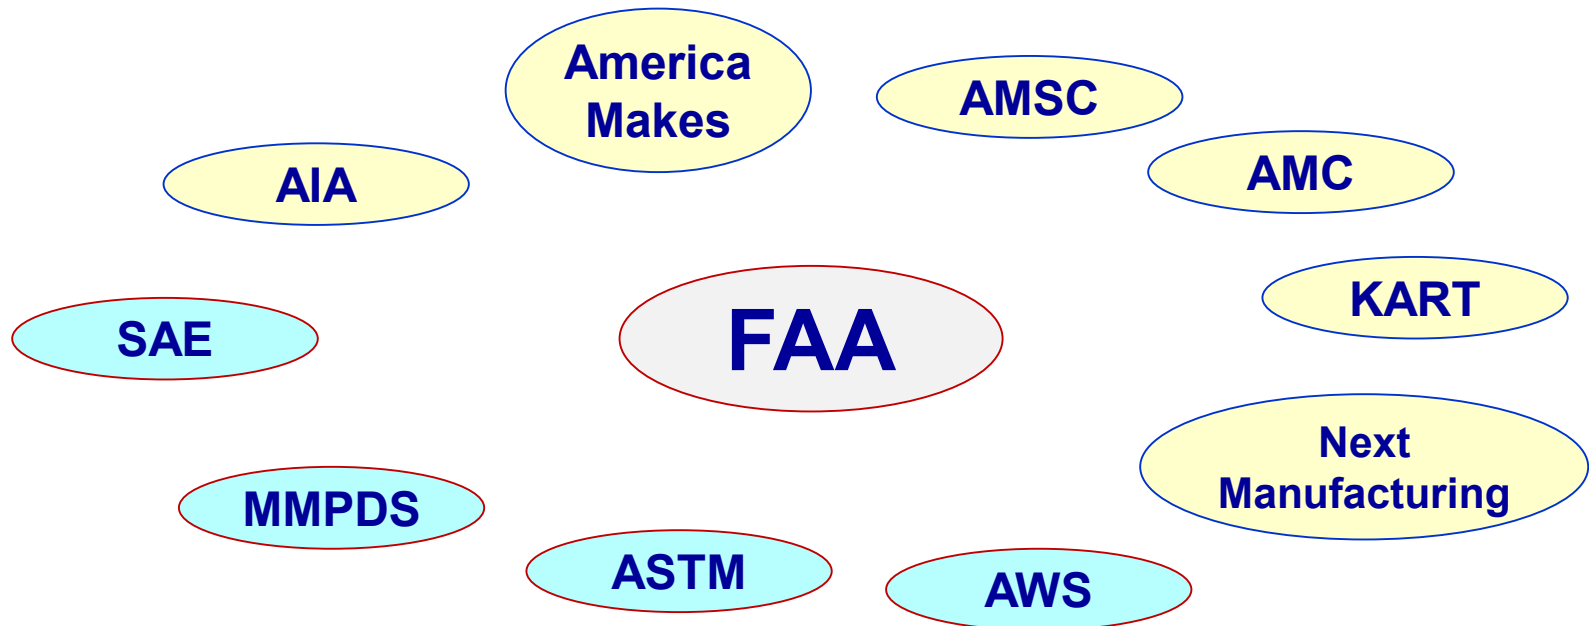 America
Makes
AMSC
AMC
AIA
KART
SAE
FAA
Next
Manufacturing
MMPDS
ASTM
AWS